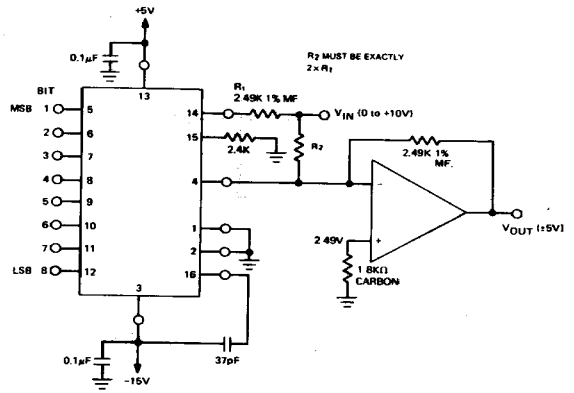 +5V
0.1µF
R2 MUST BE EXACTLY
2 x R1
BIT
13
R1
2.49K 1% MF
MSB 1 5
14
VIN (0 to +10V)
2 6
15
2.4K
R2
2.49K 1%
MF.
3 7
4 8
4
−
5 9
6 10
1
2.49V
+
VOUT (±5V)
7 11
2
1 8KΩ
CARBON
LSB 8 12
16
3
0.1µF
37pF
−15V